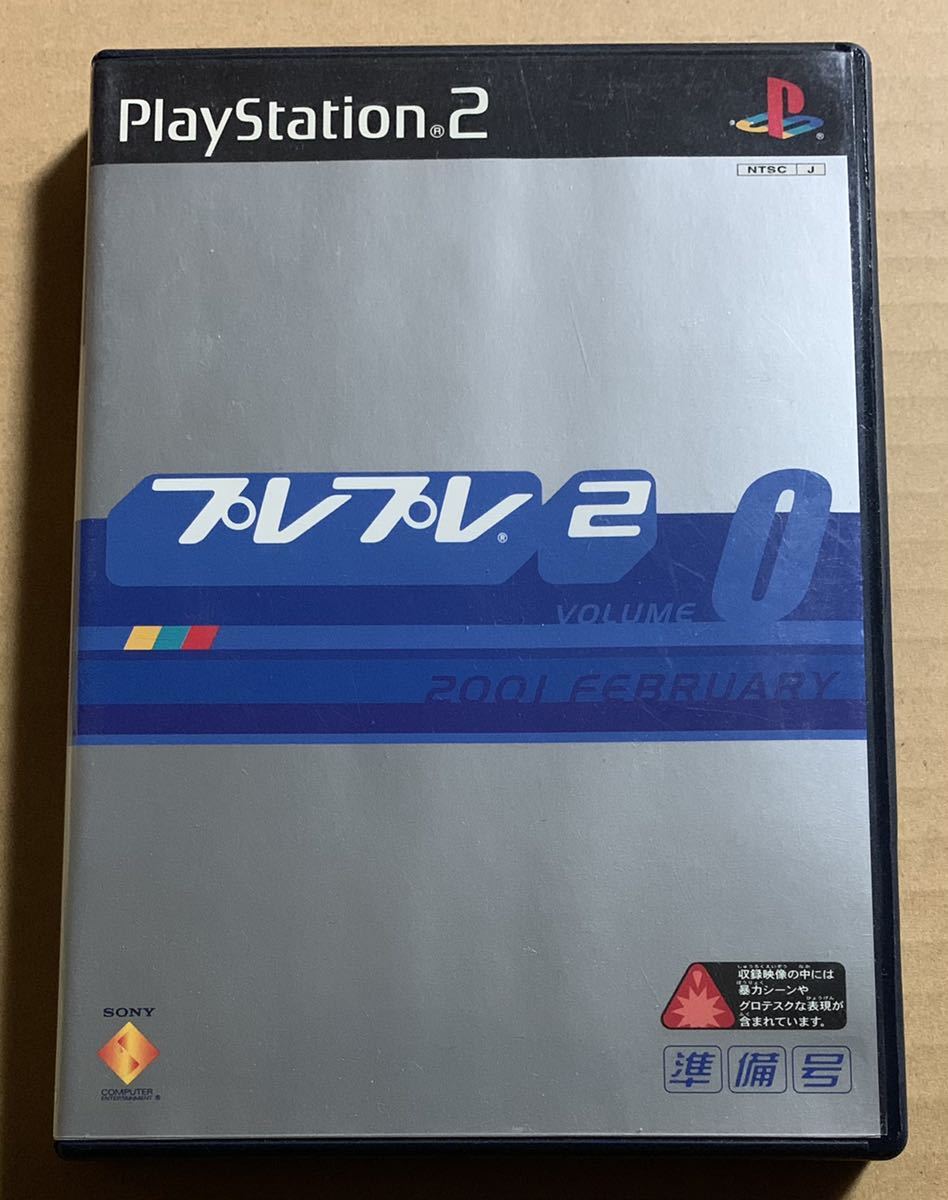 PlayStation®2
®
NTSC J
プレプレ® 2 0
VOLUME
2001 FEBRUARY
収録映像の中には
暴力シーンや
グロテスクな表現が
含まれています。
SONY
COMPUTER
ENTERTAINMENT ®
準備号